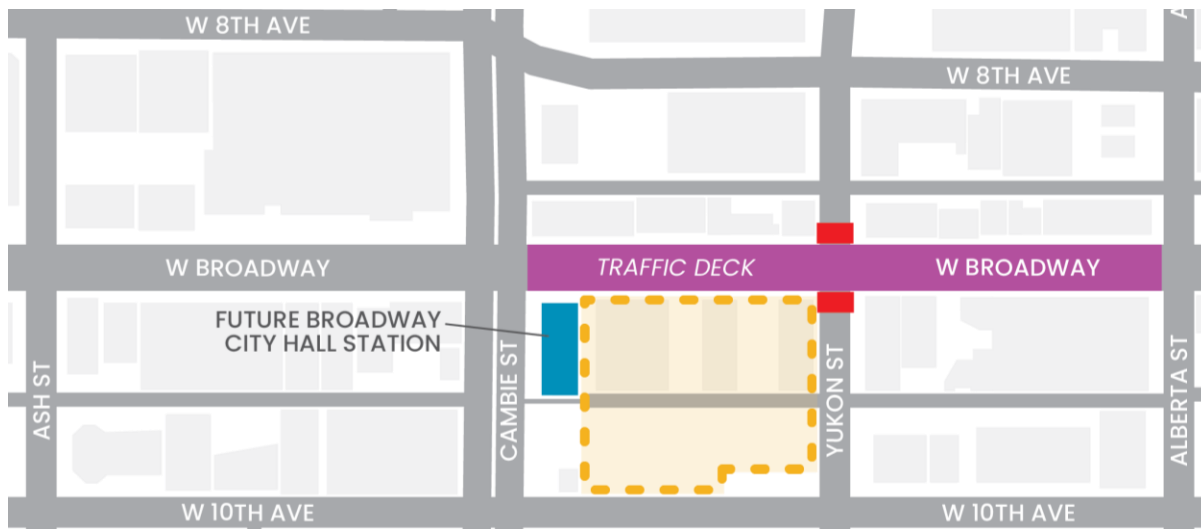 W 8TH AVE
W 8TH AVE
W BROADWAY
TRAFFIC DECK
W BROADWAY
FUTURE BROADWAY
CITY HALL STATION
ASH ST
CAMBIE ST
YUKON ST
ALBERTA ST
W 10TH AVE
W 10TH AVE